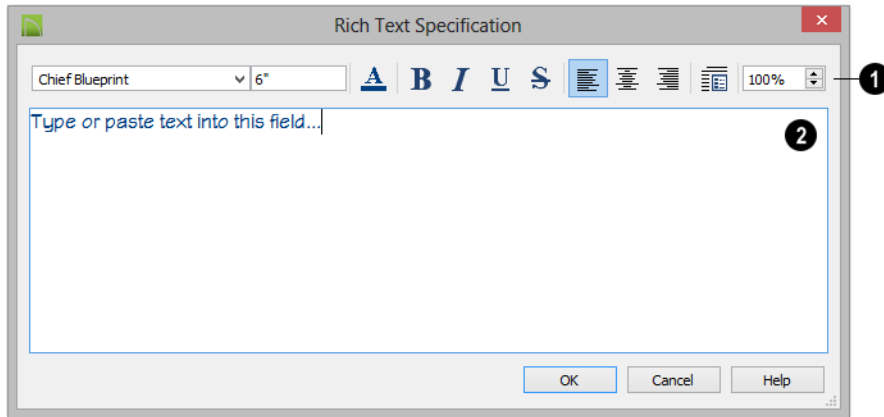 Rich Text Specification
Chief Blueprint 6" A B I U S 100% 1
Type or paste text into this field... 2
OK Cancel Help